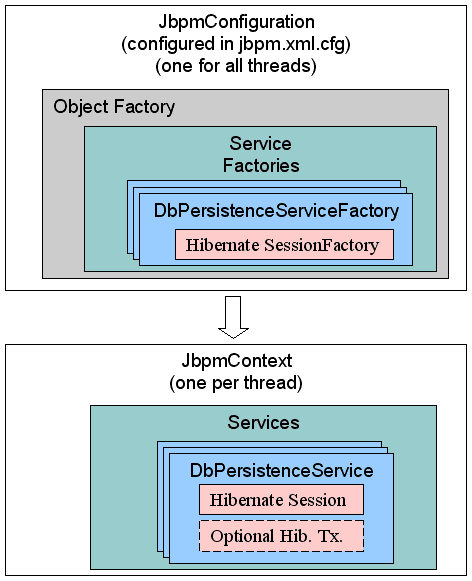 JbpmConfiguration
(configured in jbpm.xml.cfg)
(one for all threads)
Object Factory
Service
Factories
DbPersistenceServiceFactory
Hibernate SessionFactory
JbpmContext
(one per thread)
Services
DbPersistenceService
Hibernate Session
Optional Hib. Tx.